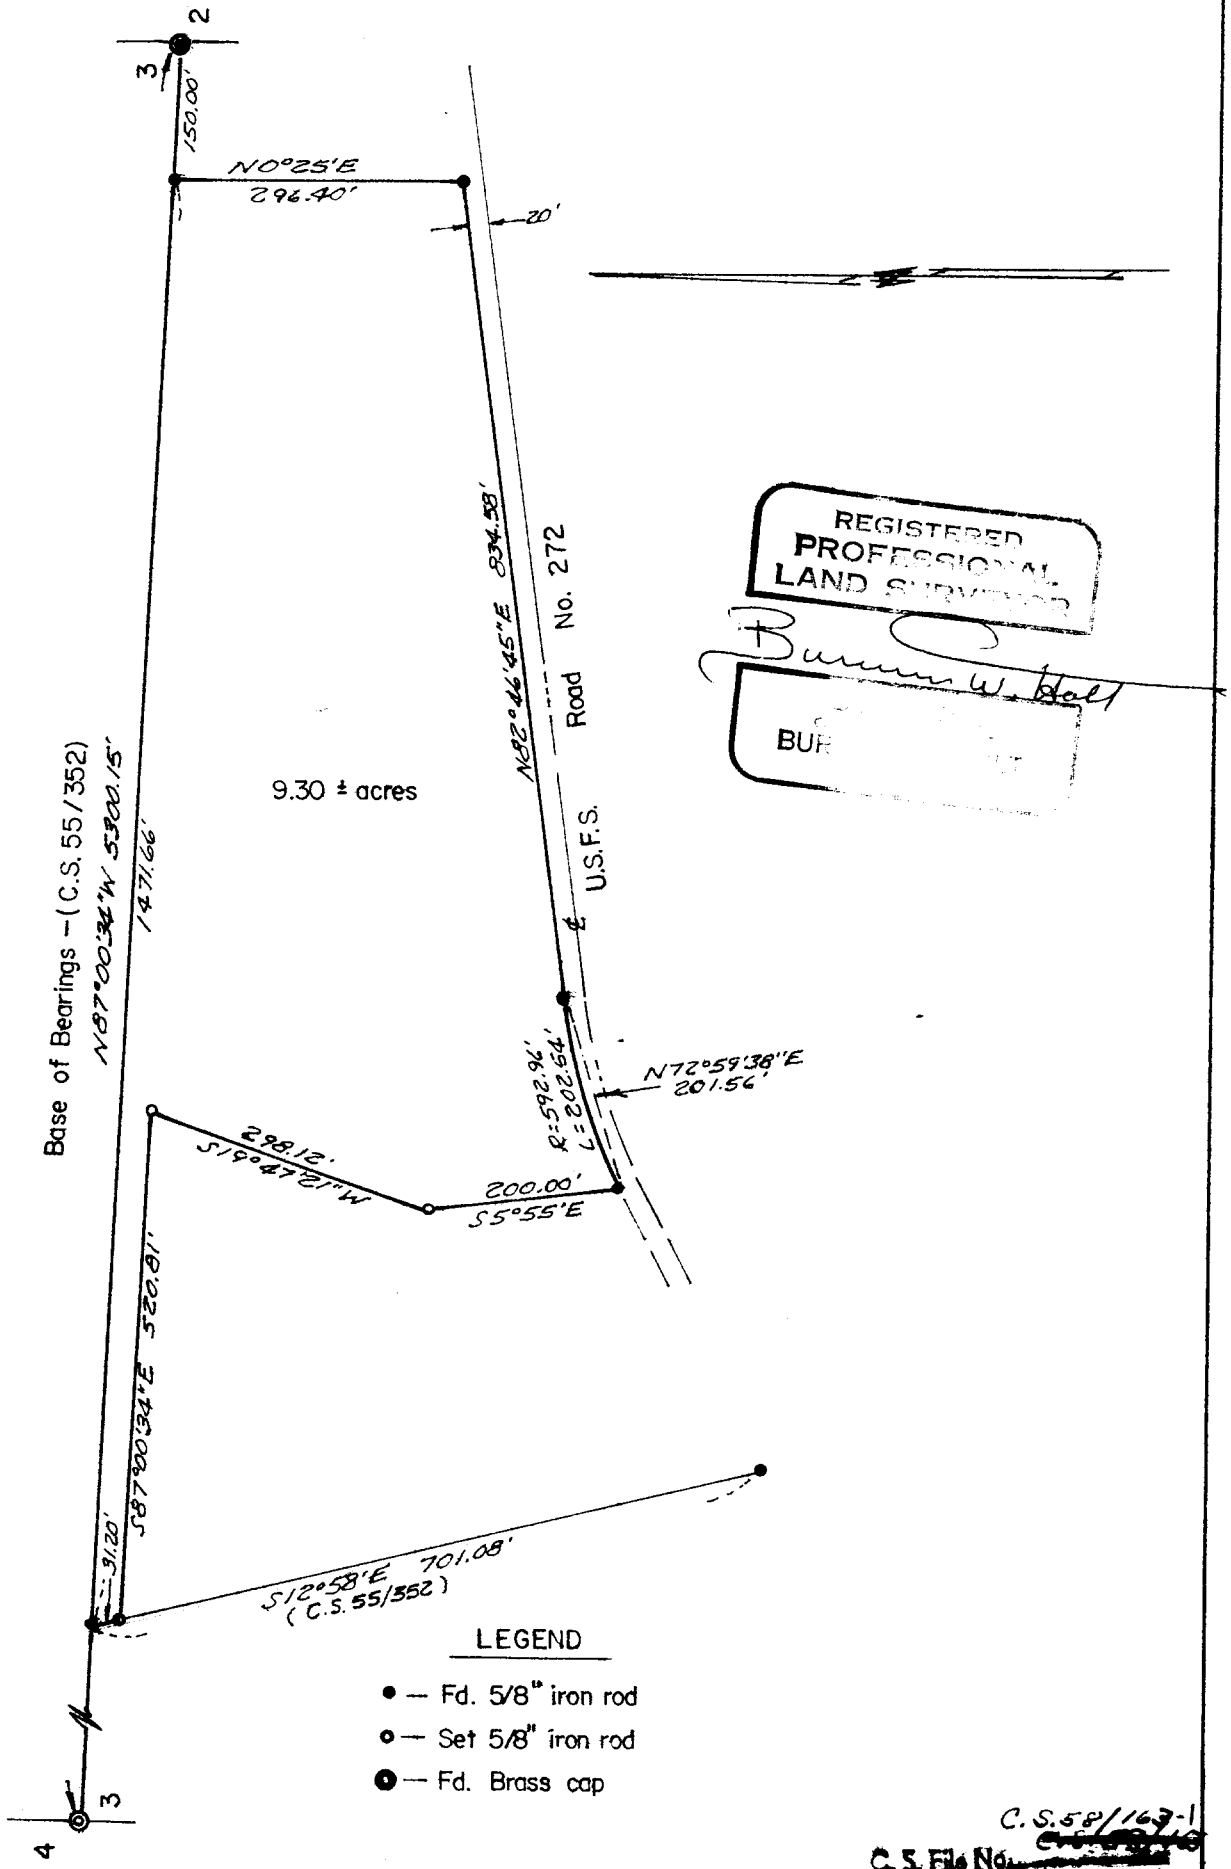 2
3
150.00'
N0°25'E
296.40'
20'
N82°46'45"E 834.58'
U.S.F.S. Road No. 272
REGISTERED
PROFESSIONAL
LAND SURVEYOR
W. Holt
BUR
9.30 ± acres
Base of Bearings - (C.S. 55/352)
N87°00'34"W 5300.15'
1471.66'
R=592.96'
L=202.54'
N72°59'38"E
201.56'
298.12'
S19°47'21"W
200.00'
S5°55'E
S87°00'34"E 520.81'
31.20'
S12°58'E 701.08'
(C.S. 55/352)
LEGEND
— Fd. 5/8" iron rod
— Set 5/8" iron rod
— Fd. Brass cap
3
4
C.S. 58/163-1
C.S. File No.